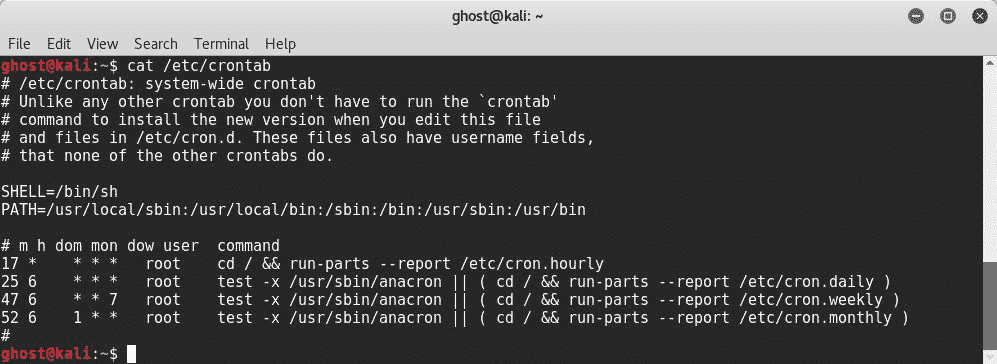 ghost@kali: ~
File Edit View Search Terminal Help
ghost@kali:~$ cat /etc/crontab
# /etc/crontab: system-wide crontab
# Unlike any other crontab you don't have to run the `crontab'
# command to install the new version when you edit this file
# and files in /etc/cron.d. These files also have username fields,
# that none of the other crontabs do.

SHELL=/bin/sh
PATH=/usr/local/sbin:/usr/local/bin:/sbin:/bin:/usr/sbin:/usr/bin

# m h dom mon dow user  command
17 *    * * *   root    cd / && run-parts --report /etc/cron.hourly
25 6    * * *   root    test -x /usr/sbin/anacron || ( cd / && run-parts --report /etc/cron.daily )
47 6    * * 7   root    test -x /usr/sbin/anacron || ( cd / && run-parts --report /etc/cron.weekly )
52 6    1 * *   root    test -x /usr/sbin/anacron || ( cd / && run-parts --report /etc/cron.monthly )
#
ghost@kali:~$